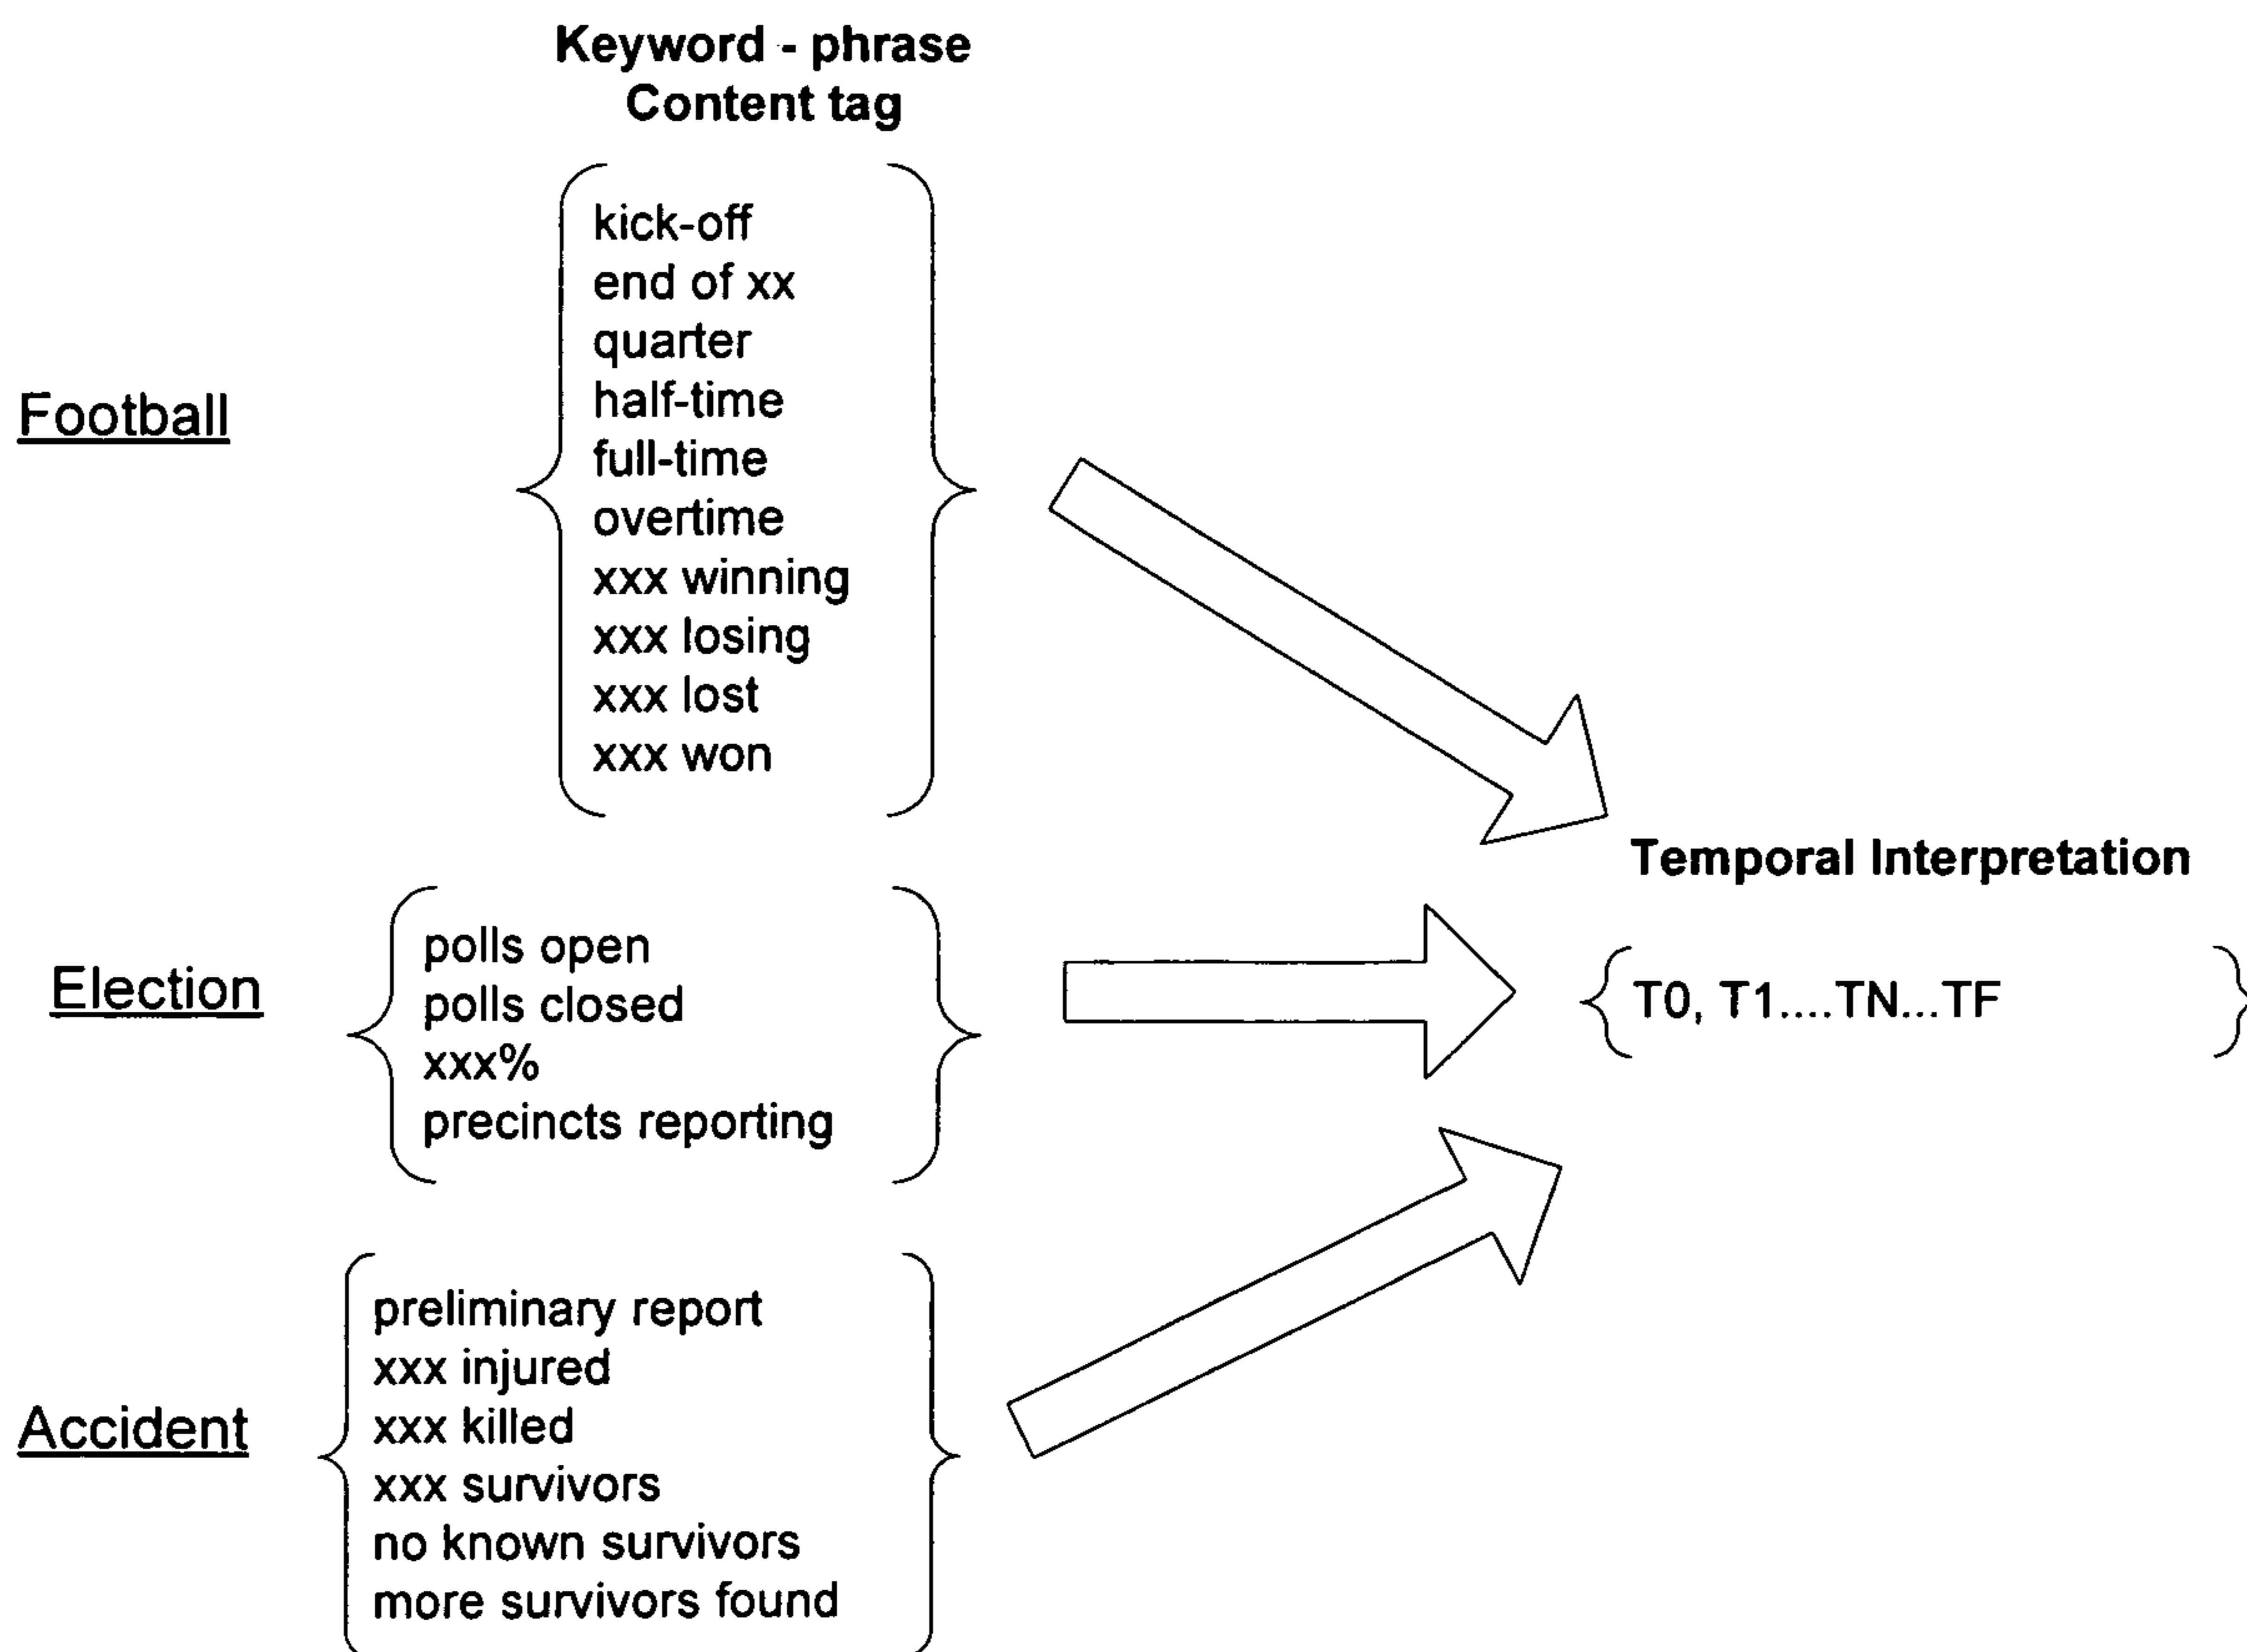 Keyword - phrase
Content tag
Football
kick-off
end of xx
quarter
half-time
full-time
overtime
xxx winning
xxx losing
xxx lost
xxx won
Temporal Interpretation
T0, T1....TN...TF
Election
polls open
polls closed
xxx%
precincts reporting
Accident
preliminary report
xxx injured
xxx killed
xxx survivors
no known survivors
more survivors found